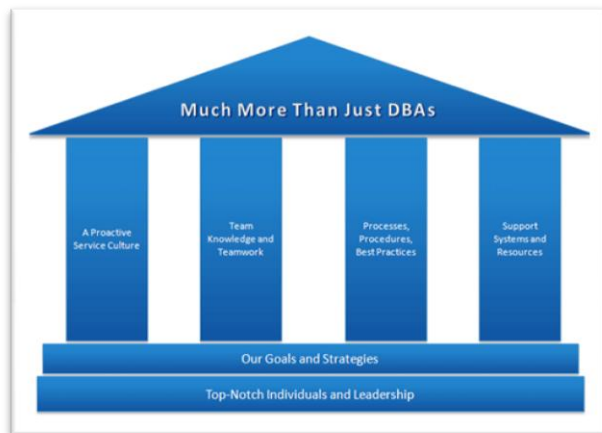 Much More Than Just DBAs
A Proactive
Service Culture
Team
Knowledge and
Teamwork
Processes,
Procedures,
Best Practices
Support
Systems and
Resources
Our Goals and Strategies
Top-Notch Individuals and Leadership